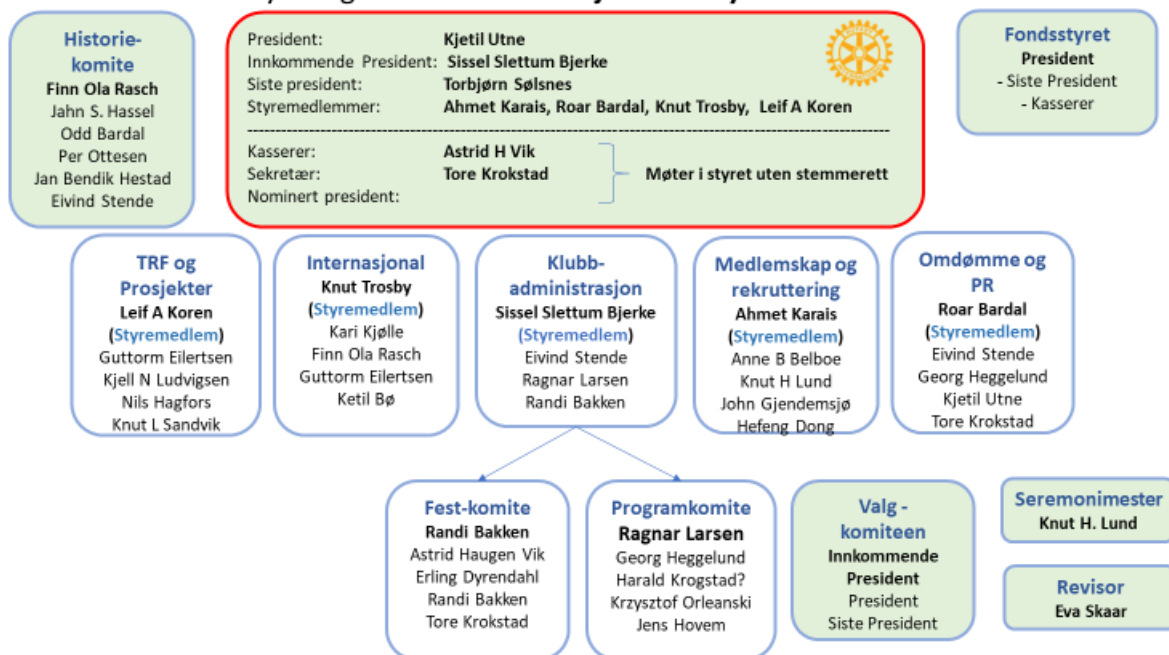 Historie-
komite
Finn Ola Rasch
Jahn S. Hassel
Odd Bardal
Per Ottesen
Jan Bendik Hestad
Eivind Stende
President: Kjetil Utne
Innkommende President: Sissel Slettum Bjerke
Siste president: Torbjørn Sølsnes
Styremedlemmer: Ahmet Karais, Roar Bardal, Knut Trosby, Leif A Koren
Kasserer: Astrid H Vik
Sekretær: Tore Krokstad
Møter i styret uten stemmerett
Nominert president:
Fondsstyret
President
- Siste President
- Kasserer
TRF og
Prosjekter
Leif A Koren
(Styremedlem)
Guttorm Eilertsen
Kjell N Ludvigsen
Nils Hagfors
Knut L Sandvik
Internasjonal
Knut Trosby
(Styremedlem)
Kari Kjølle
Finn Ola Rasch
Guttorm Eilertsen
Ketil Bø
Klubb-
administrasjon
Sissel Slettum Bjerke
(Styremedlem)
Eivind Stende
Ragnar Larsen
Randi Bakken
Medlemskap og
rekruttering
Ahmet Karais
(Styremedlem)
Anne B Belboe
Knut H Lund
John Gjendemsjø
Hefeng Dong
Omdømme og
PR
Roar Bardal
(Styremedlem)
Eivind Stende
Georg Heggelund
Kjetil Utne
Tore Krokstad
Fest-komite
Randi Bakken
Astrid Haugen Vik
Erling Dyrendahl
Randi Bakken
Tore Krokstad
Programkomite
Ragnar Larsen
Georg Heggelund
Harald Krogstad?
Krzysztof Orleanski
Jens Hovem
Valg -
komiteen
Innkommende
President
President
Siste President
Seremonimester
Knut H. Lund
Revisor
Eva Skaar